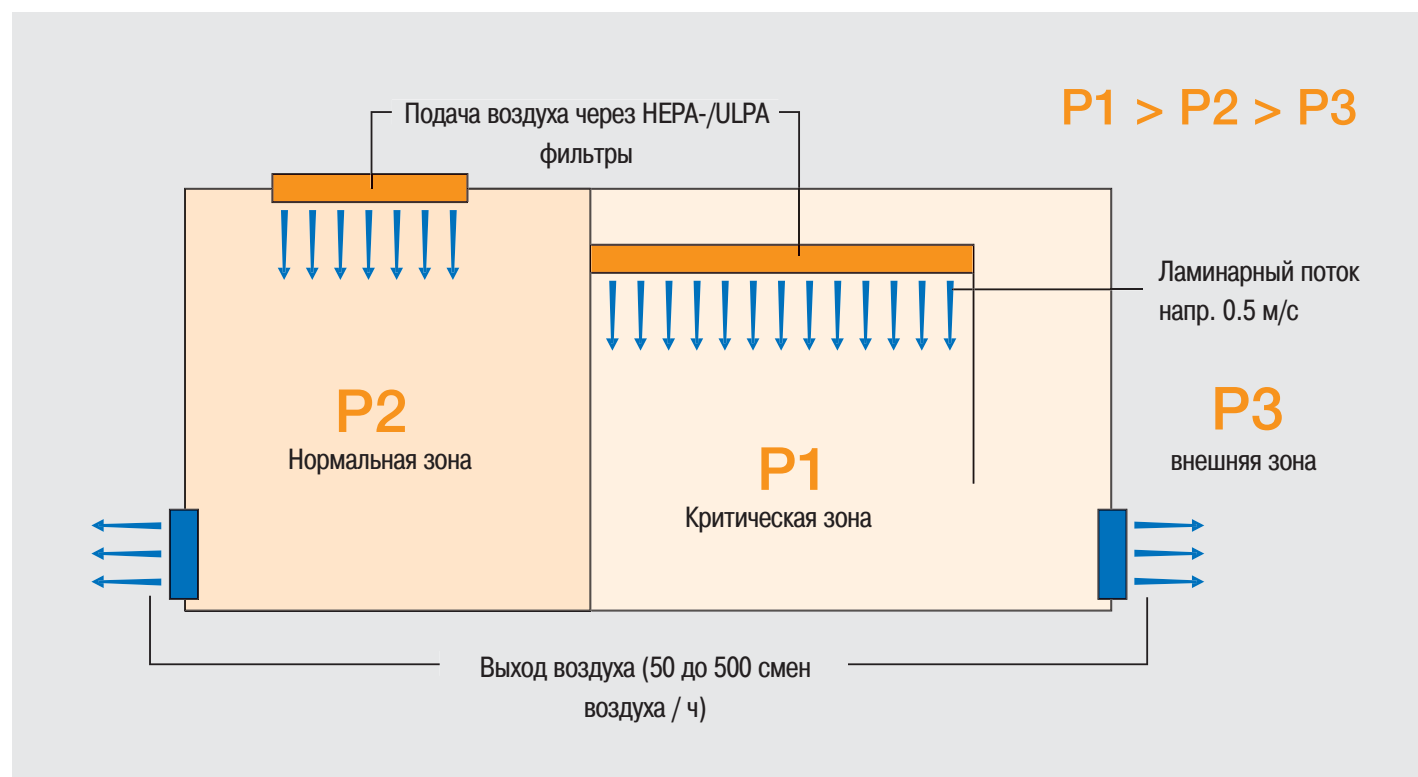 Подача воздуха через HEPA-/ULPA
фильтры
P1 > P2 > P3
Ламинарный поток
напр. 0.5 м/с
P2
Нормальная зона
P1
Критическая зона
P3
внешняя зона
Выход воздуха (50 до 500 смен
воздуха / ч)